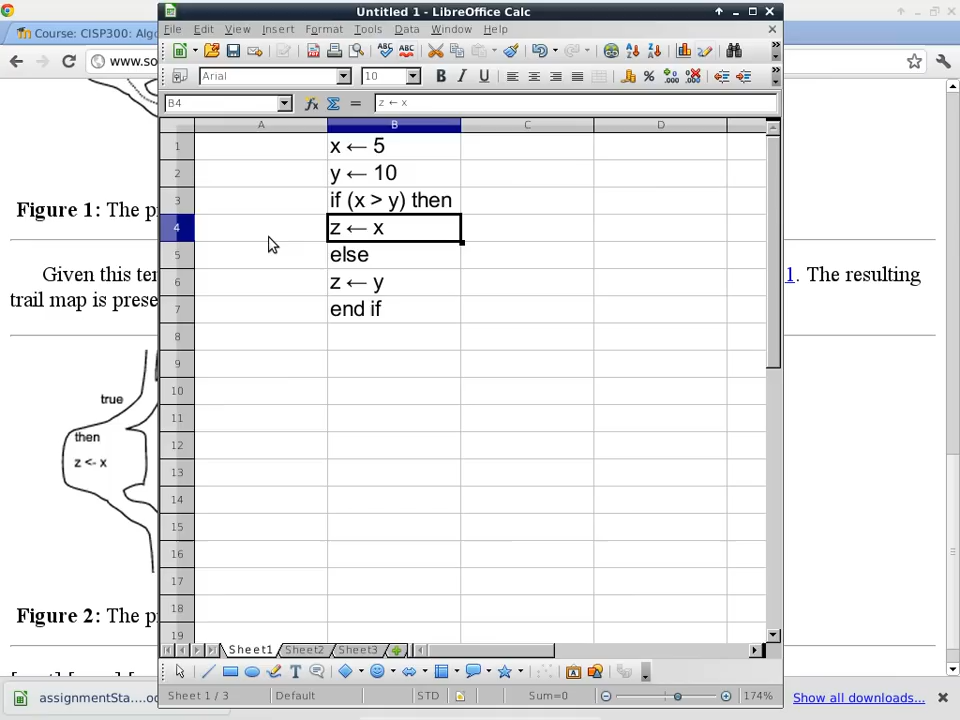 Untitled 1 - LibreOffice Calc
Course: CISP300: Algo
File Edit View Insert Format Tools Data Window Help
www.so
Arial 10
B4 z ← x
A B C D
1 x ← 5
2 y ← 10
3 if (x > y) then
4 z ← x
5 else
6 z ← y
7 end if
8
9
10
11
12
13
14
15
16
17
18
19
Figure 1: The p
Given this ter
1. The resulting
trail map is prese
true
then
z <- x
Figure 2: The p
Sheet1 Sheet2 Sheet3
Sheet 1 / 3 Default STD Sum=0 174%
assignmentSta....oc
Show all downloads...